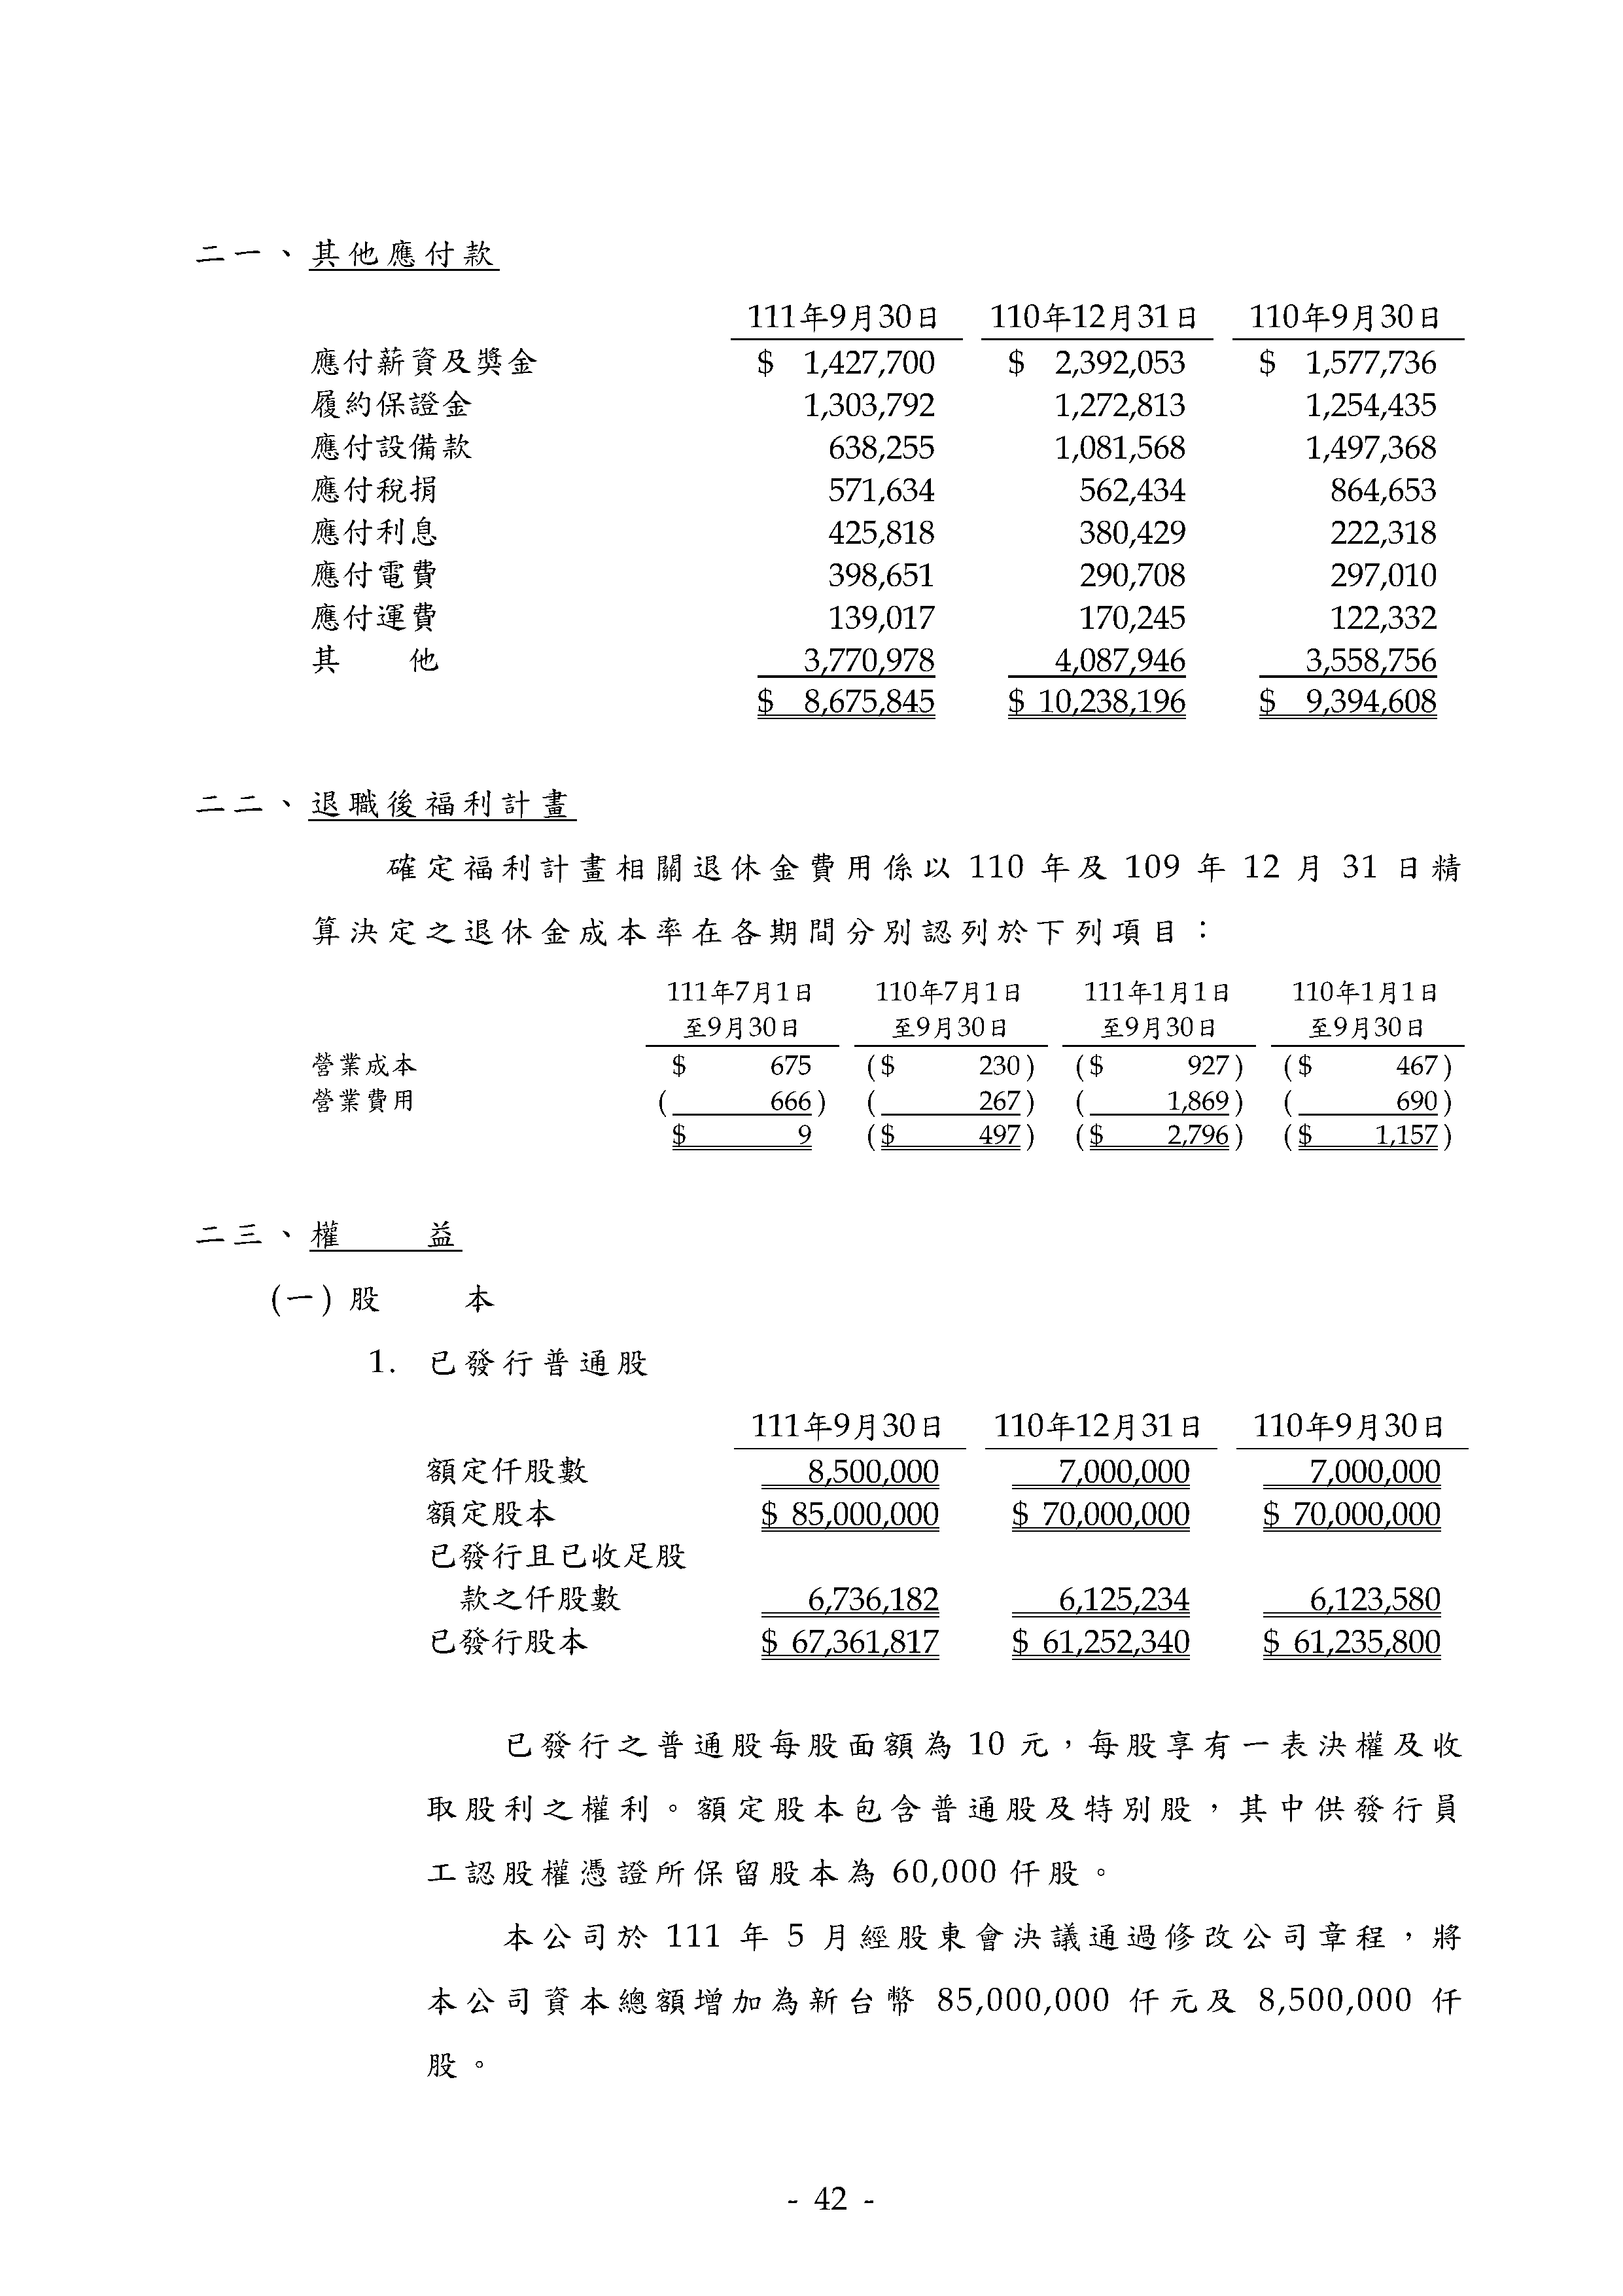 二一、其他應付款
111年9月30日 110年12月31日 110年9月30日
應付薪資及獎金 $ 1,427,700 $ 2,392,053 $ 1,577,736
履約保證金 1,303,792 1,272,813 1,254,435
應付設備款 638,255 1,081,568 1,497,368
應付稅捐 571,634 562,434 864,653
應付利息 425,818 380,429 222,318
應付電費 398,651 290,708 297,010
應付運費 139,017 170,245 122,332
其 他 3,770,978 4,087,946 3,558,756
$ 8,675,845 $ 10,238,196 $ 9,394,608
二二、退職後福利計畫
確定福利計畫相關退休金費用係以 110 年及 109 年 12 月 31 日精
算決定之退休金成本率在各期間分別認列於下列項目：
111年7月1日 110年7月1日 111年1月1日 110年1月1日
至9月30日 至9月30日 至9月30日 至9月30日
營業成本 $ 675 ($ 230) ($ 927) ($ 467)
營業費用 ( 666) ( 267) ( 1,869) ( 690)
$ 9 ($ 497) ($ 2,796) ($ 1,157)
二三、權 益
(一) 股 本
1. 已發行普通股
111年9月30日 110年12月31日 110年9月30日
額定仟股數 8,500,000 7,000,000 7,000,000
額定股本 $ 85,000,000 $ 70,000,000 $ 70,000,000
已發行且已收足股
款之仟股數 6,736,182 6,125,234 6,123,580
已發行股本 $ 67,361,817 $ 61,252,340 $ 61,235,800
已發行之普通股每股面額為 10 元，每股享有一表決權及收
取股利之權利。額定股本包含普通股及特別股，其中供發行員
工認股權憑證所保留股本為 60,000 仟股。
本公司於 111 年 5 月經股東會決議通過修改公司章程，將
本公司資本總額增加為新台幣 85,000,000 仟元及 8,500,000 仟
股。
- 42 -